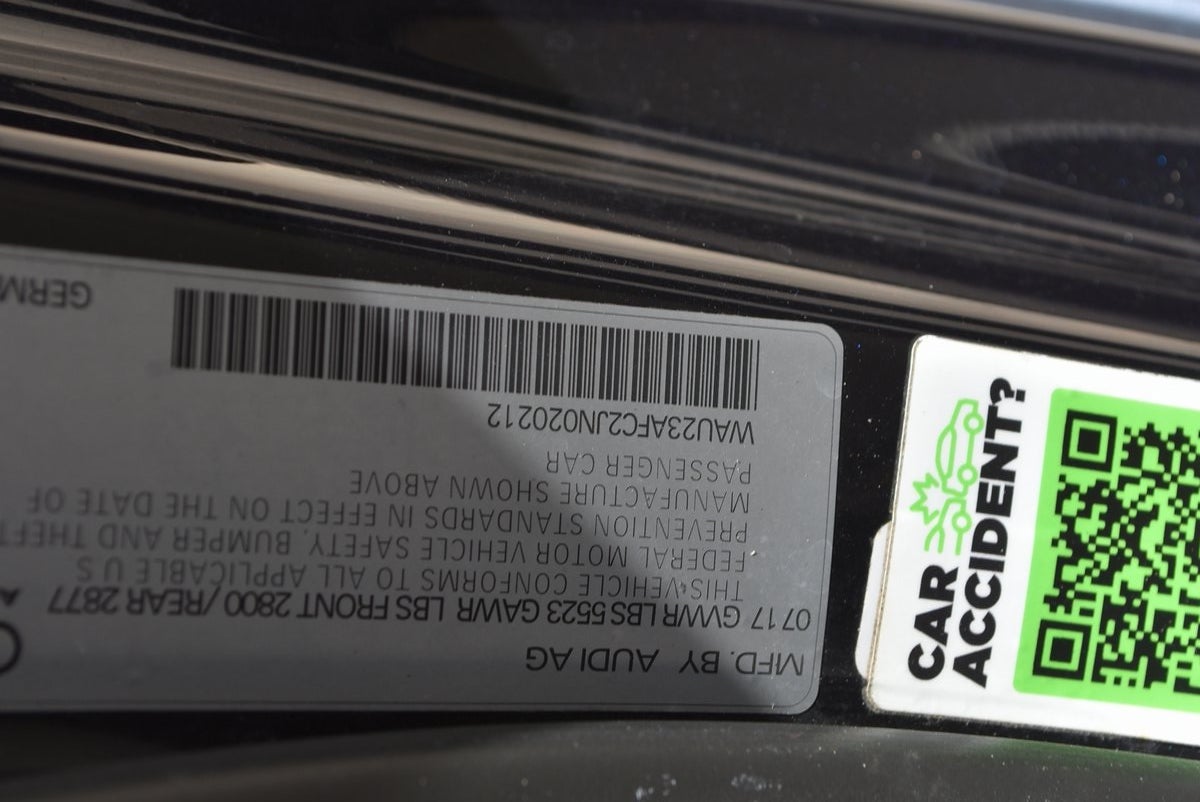 MFD. BY AUDI AG
07 17 GVWR LBS 5523 GAWR LBS FRONT 2800 / REAR 2877
THIS VEHICLE CONFORMS TO ALL APPLICABLE U S
FEDERAL MOTOR VEHICLE SAFETY, BUMPER AND THEFT
PREVENTION STANDARDS IN EFFECT ON THE DATE OF
MANUFACTURE SHOWN ABOVE
PASSENGER CAR
WAU23AFC2JN020212
GERM
CAR
ACCIDENT?